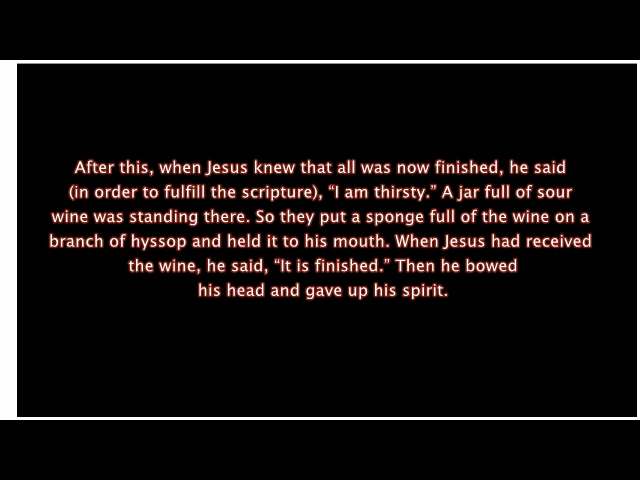 After this, when Jesus knew that all was now finished, he said
(in order to fulfill the scripture), “I am thirsty.” A jar full of sour
wine was standing there. So they put a sponge full of the wine on a
branch of hyssop and held it to his mouth. When Jesus had received
the wine, he said, “It is finished.” Then he bowed
his head and gave up his spirit.